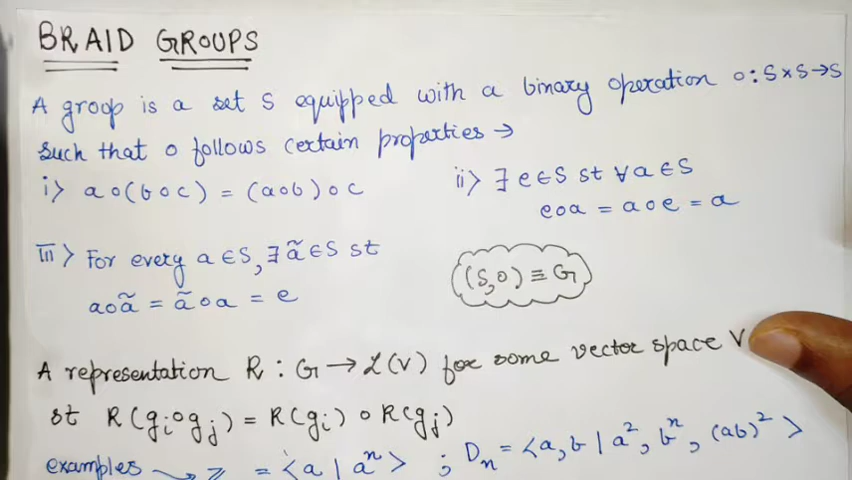 BRAID GROUPS
A group is a set S equipped with a binary operation o:S×S→S
such that o follows certain properties →
i> a o (b o c) = (a o b) o c
ii> ∃ e ∈ S st ∀ a ∈ S
e o a = a o e = a
iii> For every a ∈ S, ∃ ã ∈ S st
a o ã = ã o a = e
(S,o) ≡ G
A representation R : G → L(V) for some vector space V
st R(gᵢ o gⱼ) = R(gᵢ) o R(gⱼ)
examples → ℤ = <a | aⁿ> ; Dₙ = <a, b | a², bⁿ, (ab)²>